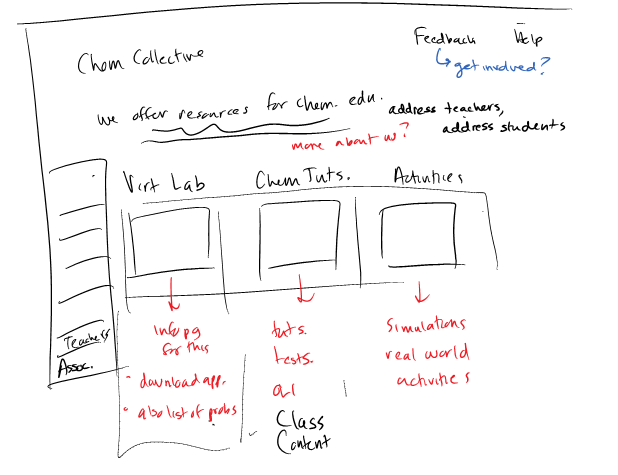 Chem Collective
Feedback
Help
get involved?
we offer resources for chem. edu.
address teachers,
address students
more about us?
Virt Lab
Chem Tuts.
Activities
Teachers
Assoc.
Info pg
for this
• download app.
• also list of probs
tuts.
tests.
Class
Content
Simulations
real world
activities